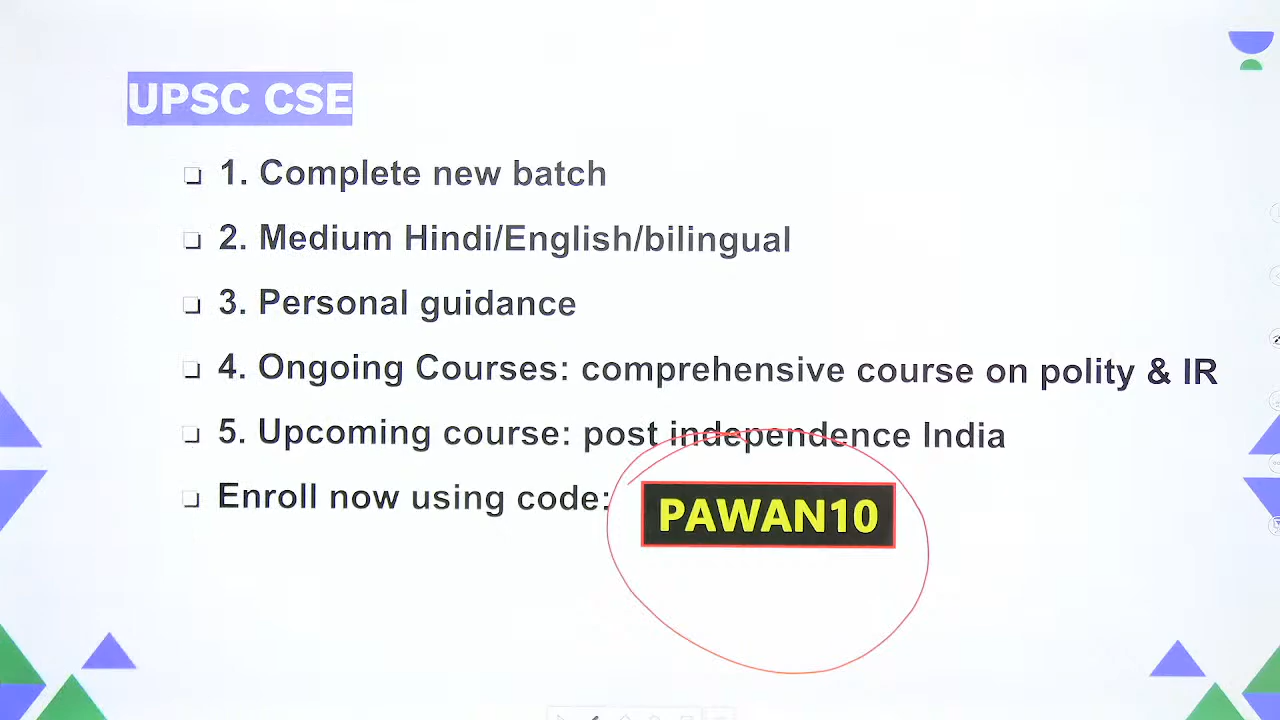 UPSC CSE
❏ 1. Complete new batch
❏ 2. Medium Hindi/English/bilingual
❏ 3. Personal guidance
❏ 4. Ongoing Courses: comprehensive course on polity & IR
❏ 5. Upcoming course: post independence India
❏ Enroll now using code: PAWAN10